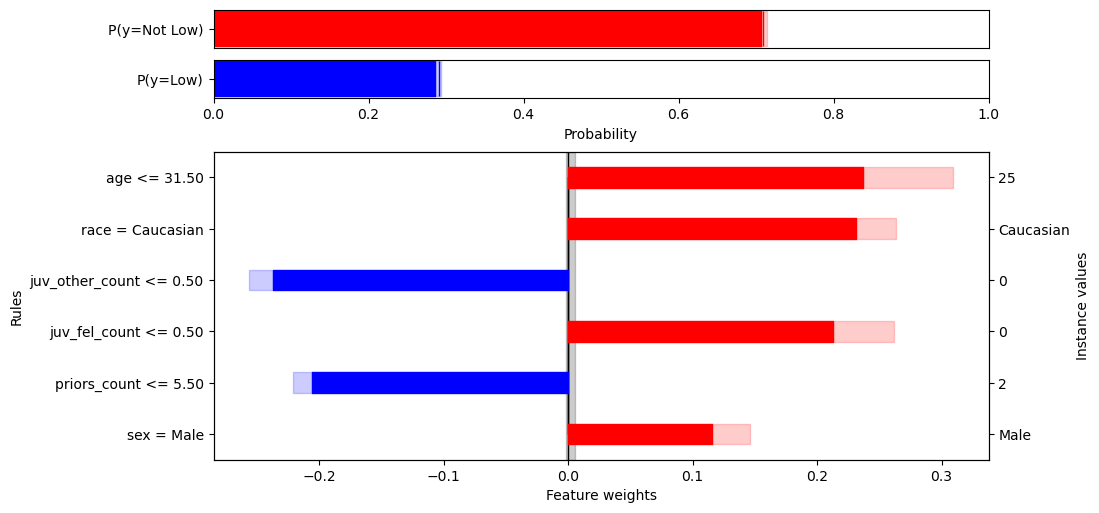 P(y=Not Low)
P(y=Low)
0.0 0.2 0.4 0.6 0.8 1.0
Probability
Rules
age <= 31.50 25
race = Caucasian Caucasian
juv_other_count <= 0.50 0
juv_fel_count <= 0.50 0
priors_count <= 5.50 2
sex = Male Male
Instance values
−0.2 −0.1 0.0 0.1 0.2 0.3
Feature weights